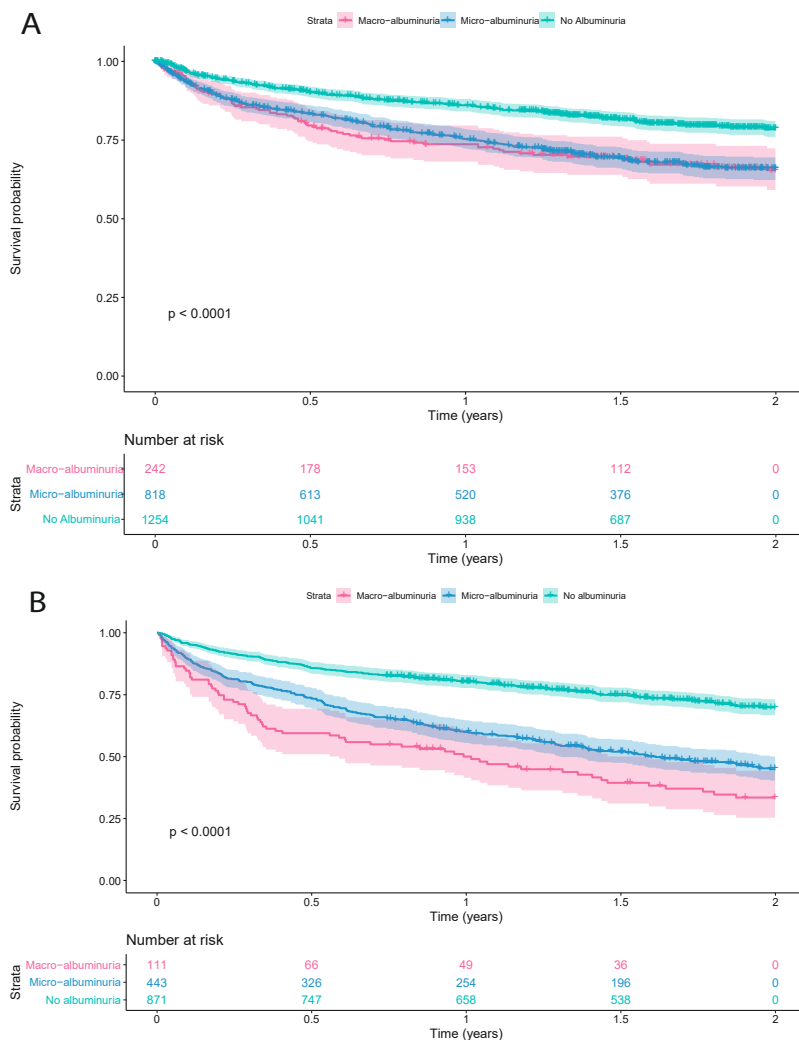 A
Strata Macro-albuminuria Micro-albuminuria No Albuminuria
1.00
0.75
0.50
0.25
0.00
Survival probability
p < 0.0001
0 0.5 1 1.5 2
Time (years)
Number at risk
Strata
Macro-albuminuria 242 178 153 112 0
Micro-albuminuria 818 613 520 376 0
No Albuminuria 1254 1041 938 687 0
0 0.5 1 1.5 2
Time (years)
B
Strata Macro-albuminuria Micro-albuminuria No albuminuria
1.00
0.75
0.50
0.25
0.00
Survival probability
p < 0.0001
0 0.5 1 1.5 2
Time (years)
Number at risk
Strata
Macro-albuminuria 111 66 49 36 0
Micro-albuminuria 443 326 254 196 0
No albuminuria 871 747 658 538 0
0 0.5 1 1.5 2
Time (years)